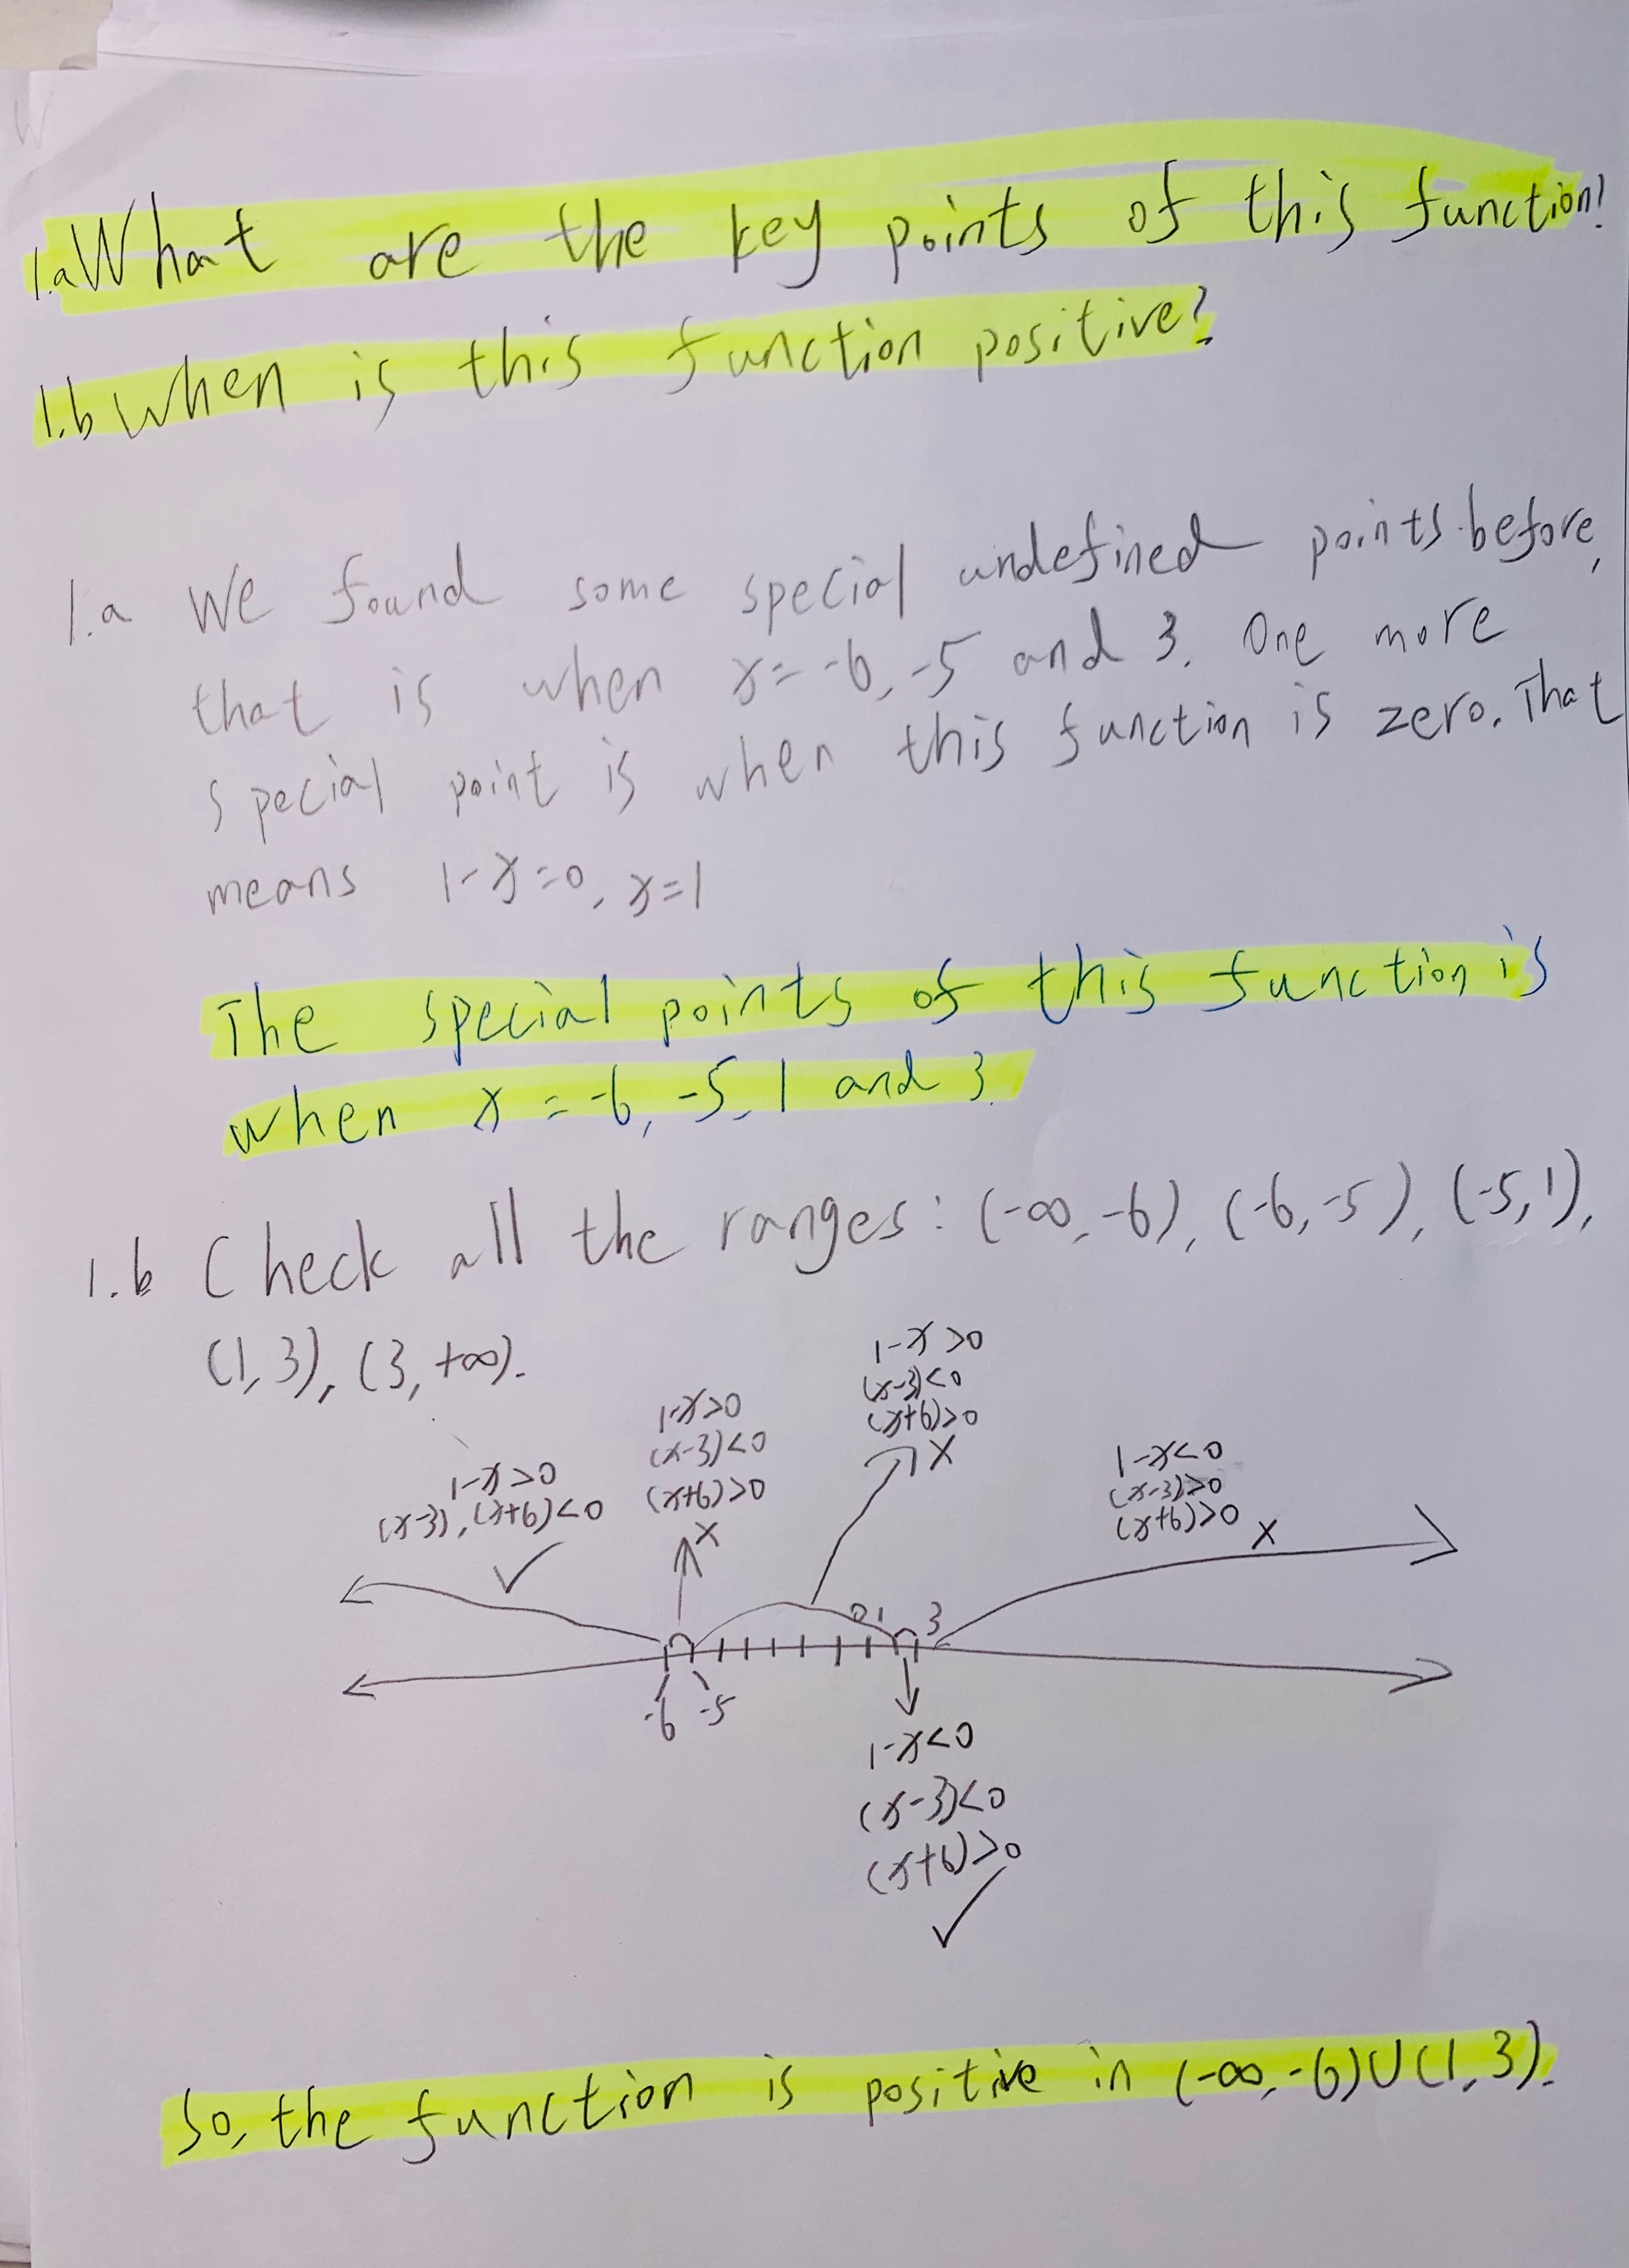 1.a What are the key points of this function?
1.b When is this function positive?
1.a We found some special undefined points before,
that is when x=-6, -5 and 3. One more
special point is when this function is zero. That
means 1-x=0, x=1
The special points of this function is
when x=-6, -5, 1 and 3.
1.b Check all the ranges: (-∞,-6), (-6,-5), (-5,1),
(1,3), (3,+∞).
1-x>0
(x-3),(x+6)<0
✓
1-x>0
(x-3)<0
(x+6)>0
x
1-x>0
(x-3)<0
(x+6)>0
x
1-x<0
(x-3)>0
(x+6)>0 x
0 1 3
-6 -5
1-x<0
(x-3)<0
(x+6)>0
✓
So, the function is positive in (-∞,-6)∪(1,3).